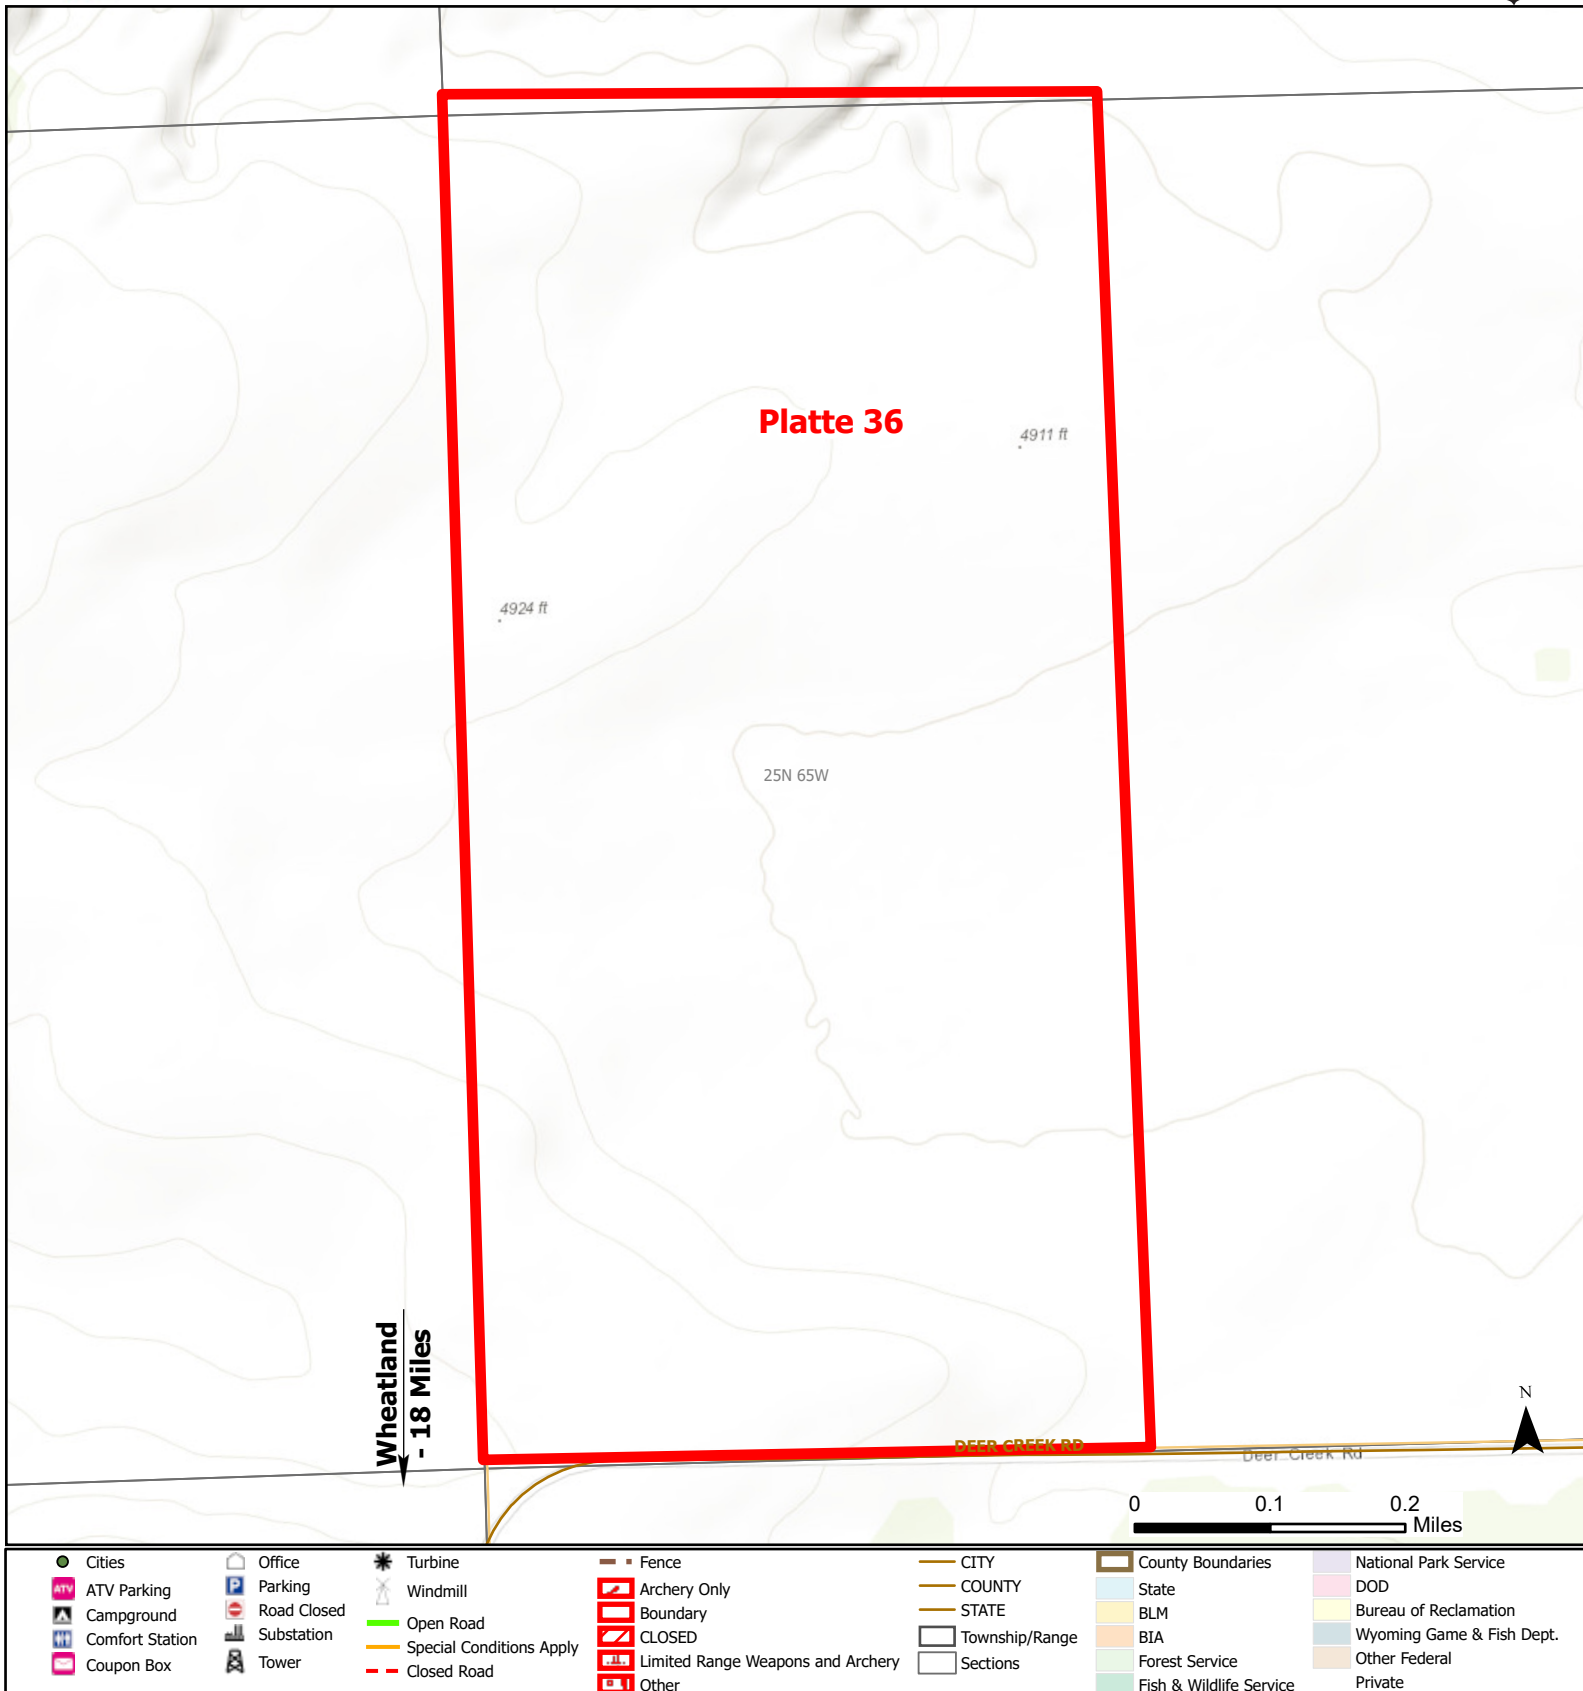 Platte 36
4911 ft
4924 ft
25N 65W
Wheatland
- 18 Miles
DEER CREEK RD
Deer Creek Rd
N
0 0.1 0.2
Miles
Cities
ATV ATV Parking
Campground
Comfort Station
Coupon Box
Office
P Parking
Road Closed
Substation
Tower
Turbine
Windmill
Open Road
Special Conditions Apply
Closed Road
Fence
Archery Only
Boundary
CLOSED
Limited Range Weapons and Archery
Other
CITY
COUNTY
STATE
Township/Range
Sections
County Boundaries
State
BLM
BIA
Forest Service
Fish & Wildlife Service
National Park Service
DOD
Bureau of Reclamation
Wyoming Game & Fish Dept.
Other Federal
Private